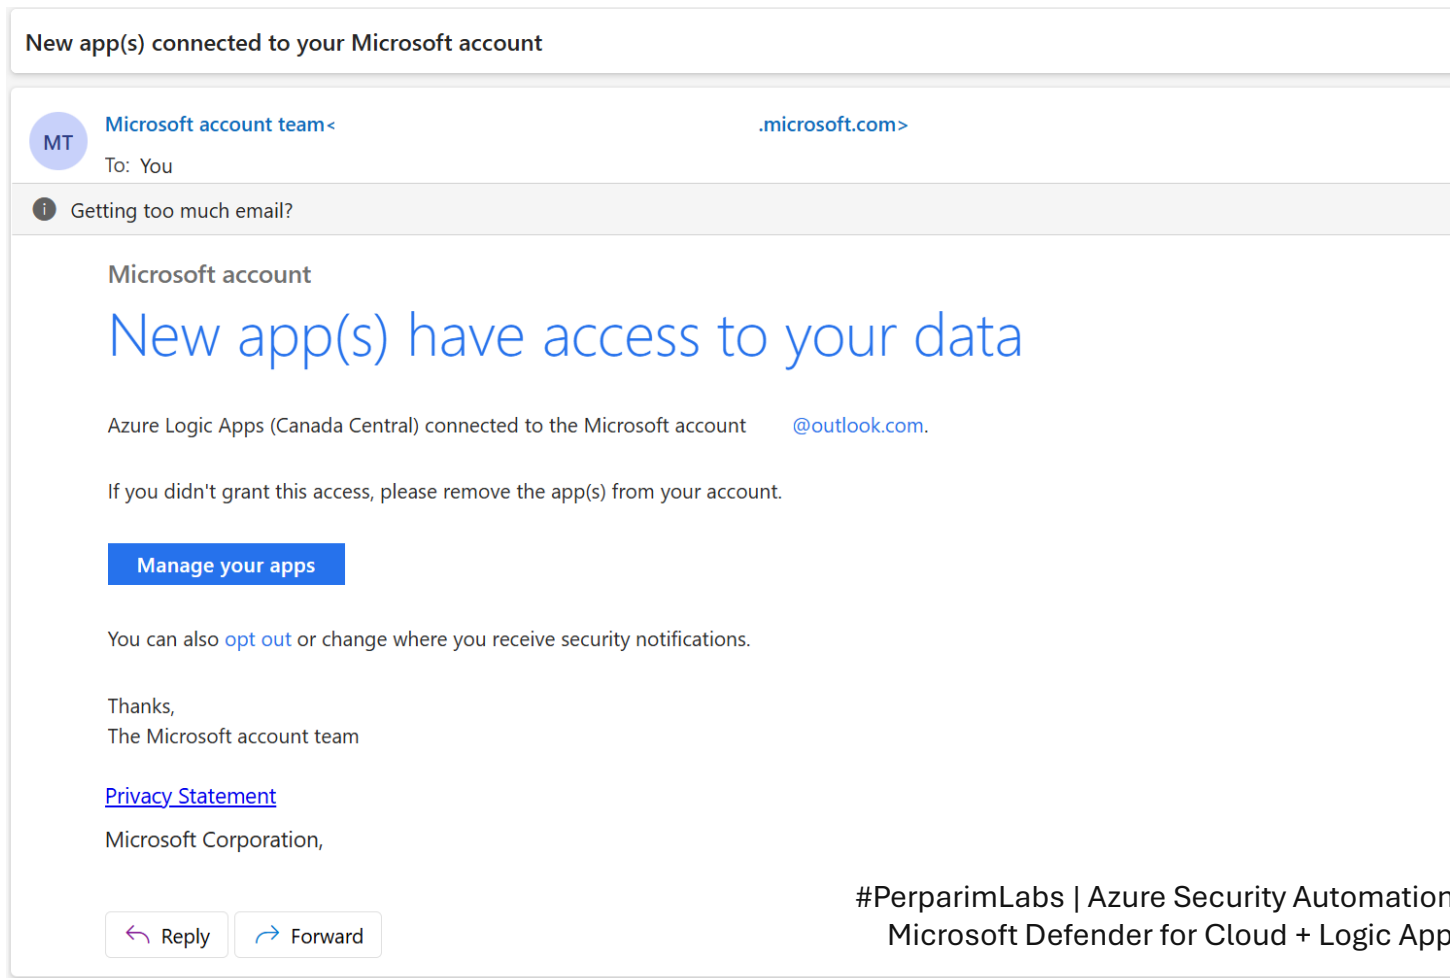 New app(s) connected to your Microsoft account
Microsoft account team< .microsoft.com>
MT
To: You
Getting too much email?
Microsoft account
New app(s) have access to your data
Azure Logic Apps (Canada Central) connected to the Microsoft account @outlook.com.
If you didn't grant this access, please remove the app(s) from your account.
Manage your apps
You can also opt out or change where you receive security notifications.
Thanks,
The Microsoft account team
Privacy Statement
Microsoft Corporation,
#PerparimLabs | Azure Security Automation
Microsoft Defender for Cloud + Logic App
Reply Forward